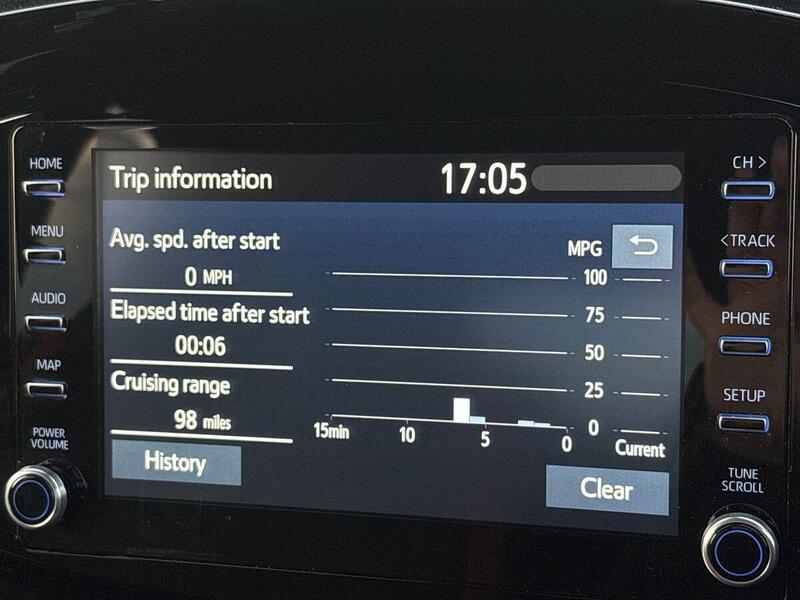 HOME
MENU
AUDIO
MAP
POWER
VOLUME
Trip information
17:05
Avg. spd. after start
0 MPH
Elapsed time after start
00:06
Cruising range
98 miles
History
MPG
100
75
50
25
0
15min 10 5 0
Current
Clear
CH >
< TRACK
PHONE
SETUP
TUNE
SCROLL